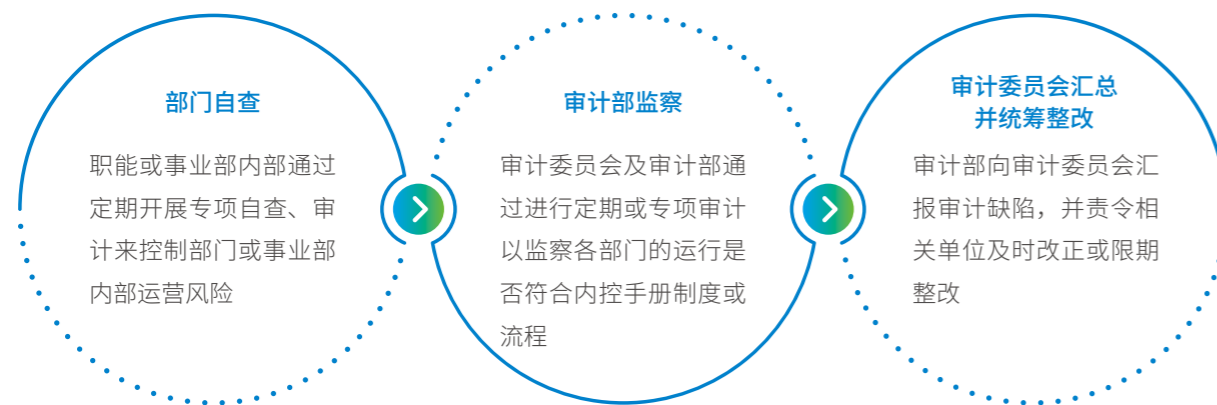 部门自查
职能或事业部内部通过
定期开展专项自查、审
计来控制部门或事业部
内部运营风险
审计部监察
审计委员会及审计部通
过进行定期或专项审计
以监察各部门的运行是
否符合内控手册制度或
流程
审计委员会汇总
并统筹整改
审计部向审计委员会汇
报审计缺陷，并责令相
关单位及时改正或限期
整改